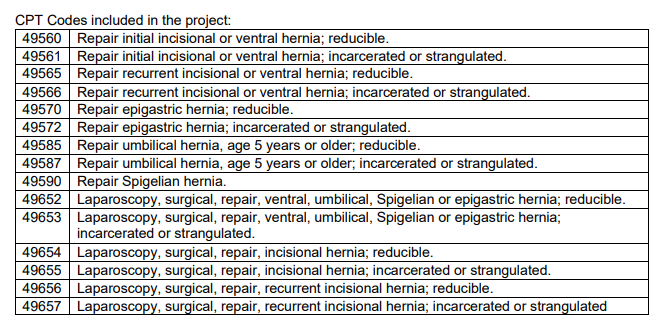 CPT Codes included in the project:
49560 Repair initial incisional or ventral hernia; reducible.
49561 Repair initial incisional or ventral hernia; incarcerated or strangulated.
49565 Repair recurrent incisional or ventral hernia; reducible.
49566 Repair recurrent incisional or ventral hernia; incarcerated or strangulated.
49570 Repair epigastric hernia; reducible.
49572 Repair epigastric hernia; incarcerated or strangulated.
49585 Repair umbilical hernia, age 5 years or older; reducible.
49587 Repair umbilical hernia, age 5 years or older; incarcerated or strangulated.
49590 Repair Spigelian hernia.
49652 Laparoscopy, surgical, repair, ventral, umbilical, Spigelian or epigastric hernia; reducible.
49653 Laparoscopy, surgical, repair, ventral, umbilical, Spigelian or epigastric hernia;
incarcerated or strangulated.
49654 Laparoscopy, surgical, repair, incisional hernia; reducible.
49655 Laparoscopy, surgical, repair, incisional hernia; incarcerated or strangulated.
49656 Laparoscopy, surgical, repair, recurrent incisional hernia; reducible.
49657 Laparoscopy, surgical, repair, recurrent incisional hernia; incarcerated or strangulated